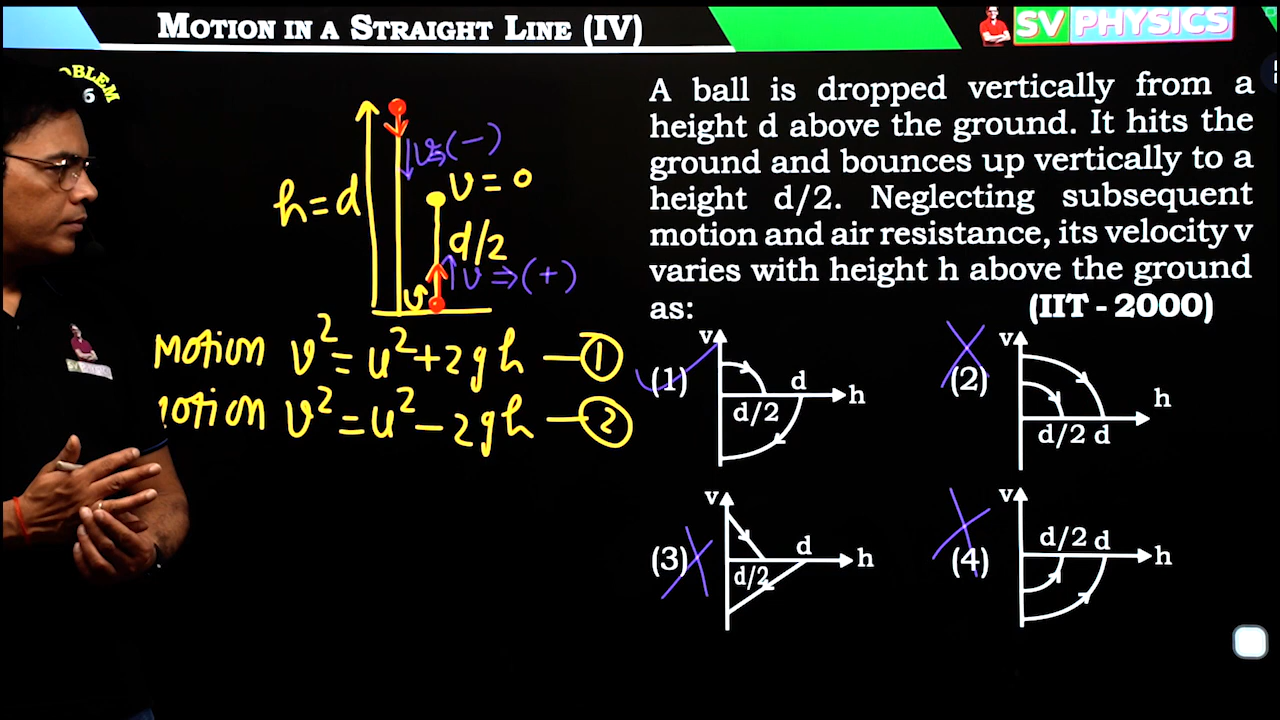 MOTION IN A STRAIGHT LINE (IV)
SV PHYSICS
A ball is dropped vertically from a
height d above the ground. It hits the
ground and bounces up vertically to a
height d/2. Neglecting subsequent
motion and air resistance, its velocity v
varies with height h above the ground
as: (IIT - 2000)
h = d
(-)
v = 0
d/2
v ⇒ (+)
v
MOTION v² = u² + 2gh — ①
v² = u² - 2gh — ②
(1)
v
d
h
d/2
(2)
v
h
d/2 d
(3)
v
d
h
d/2
(4)
v
d/2 d
h